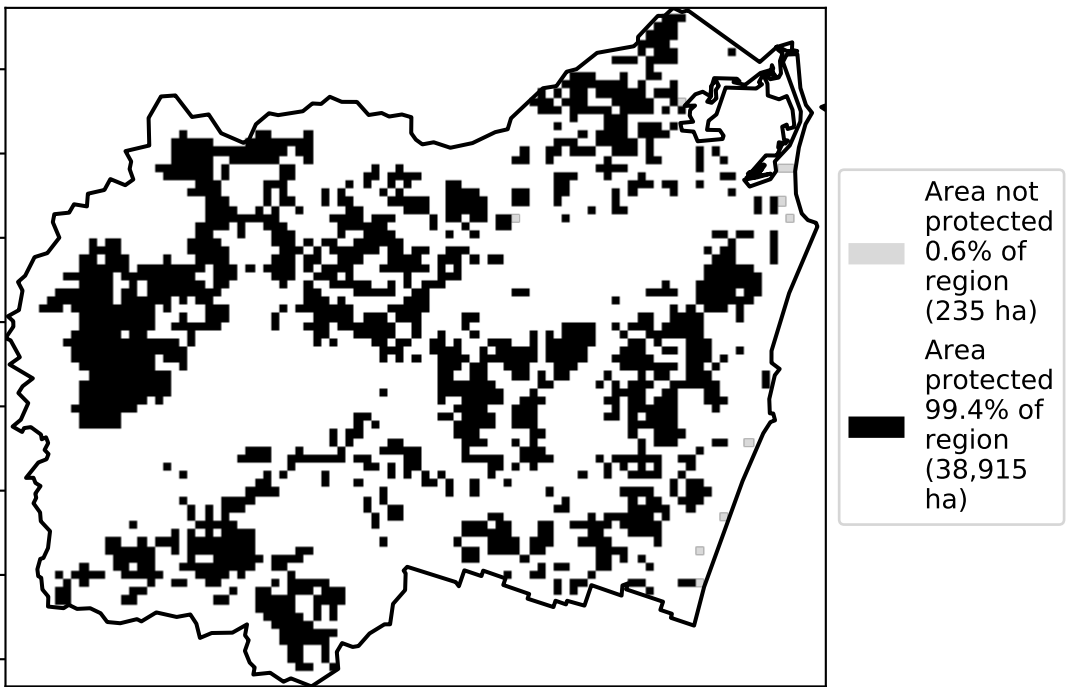 Area not
protected
0.6% of
region
(235 ha)
Area
protected
99.4% of
region
(38,915
ha)